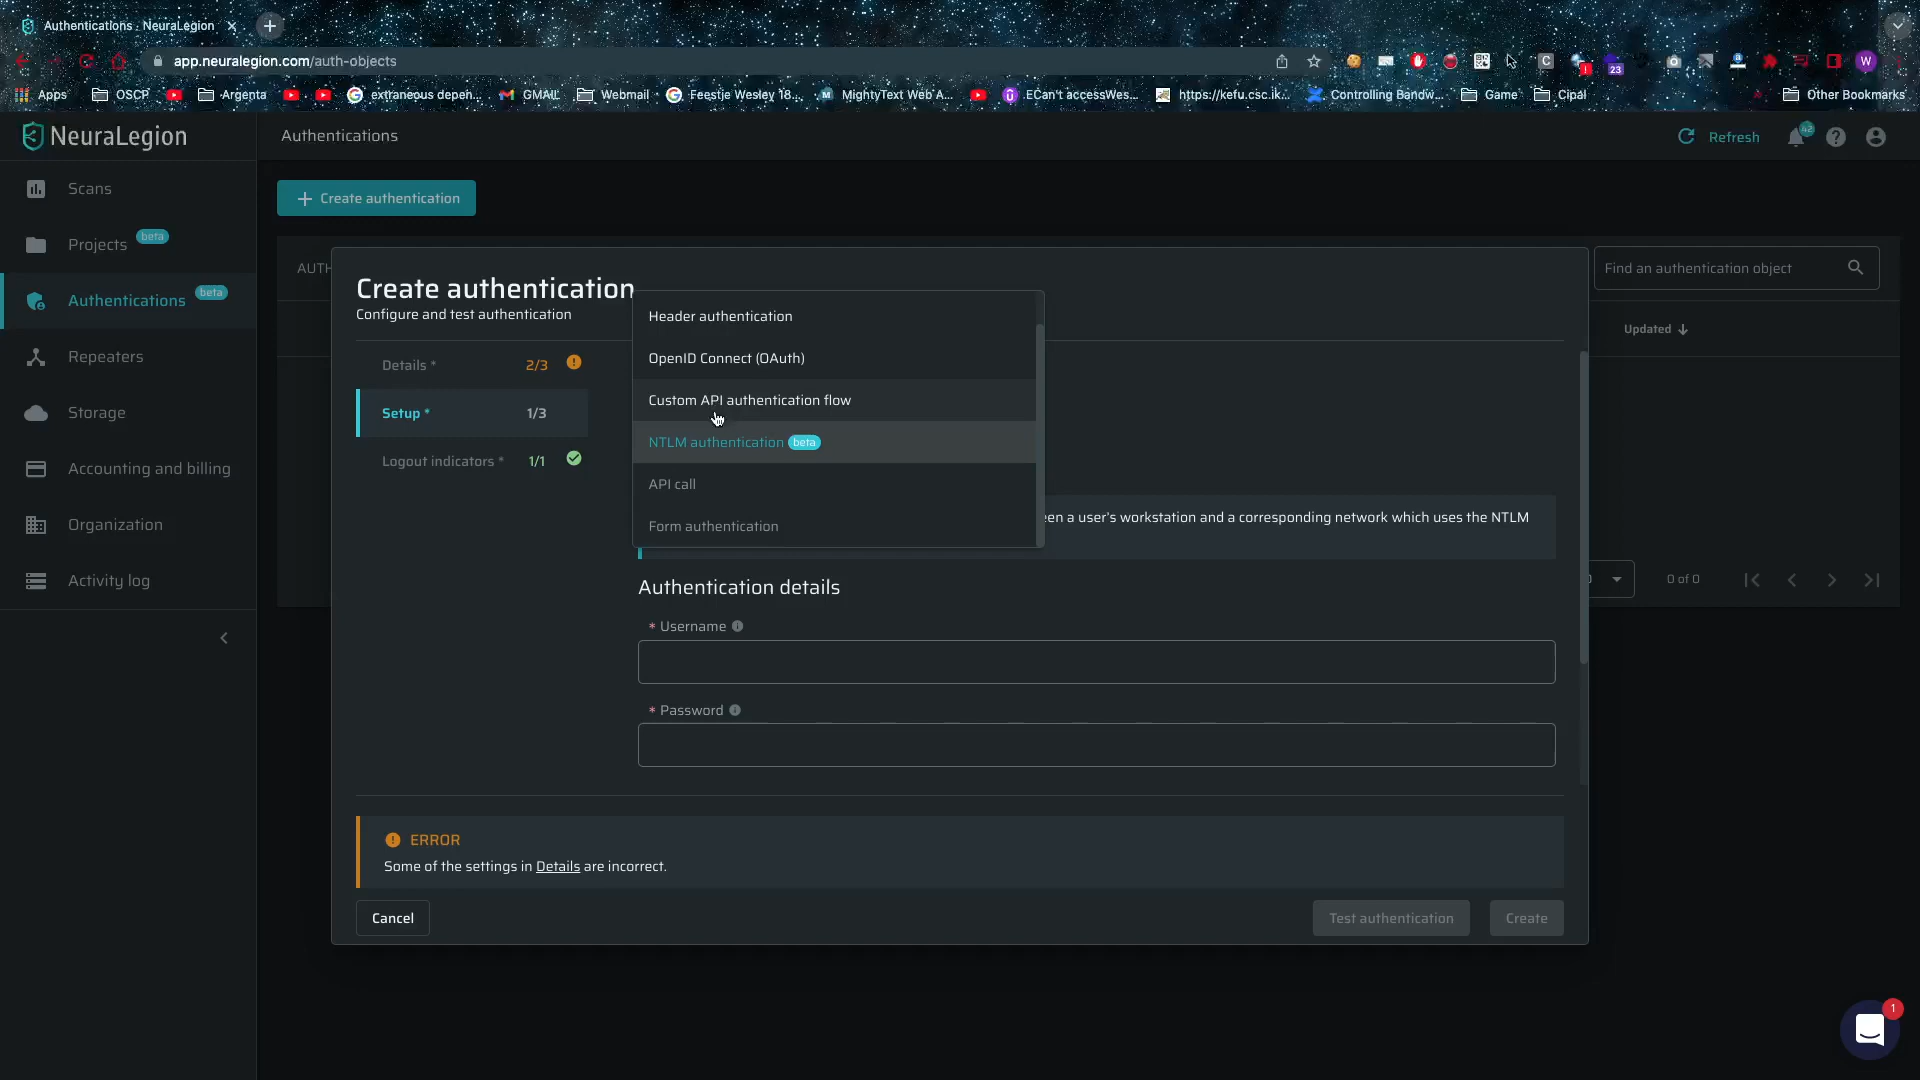 Authentications · NeuraLegion
app.neuralegion.com/auth-objects
23
W
Apps
OSCP
Argenta
extraneous depen...
GMAIL
Webmail
Feestje Wesley 18...
MightyText Web A...
ECan't accessWes...
https://kefu.csc.ik...
Controlling Bandw...
Game
Cipal
Other Bookmarks
NeuraLegion
Authentications
Refresh
42
Scans
Projects beta
Authentications beta
Repeaters
Storage
Accounting and billing
Organization
Activity log
+ Create authentication
AUTH
Find an authentication object
Updated
Create authentication
Configure and test authentication
Details * 2/3
Setup * 1/3
Logout indicators * 1/1
Header authentication
OpenID Connect (OAuth)
Custom API authentication flow
NTLM authentication beta
API call
Form authentication
een a user's workstation and a corresponding network which uses the NTLM
0 of 0
Authentication details
* Username
* Password
ERROR
Some of the settings in Details are incorrect.
Cancel
Test authentication
Create
1